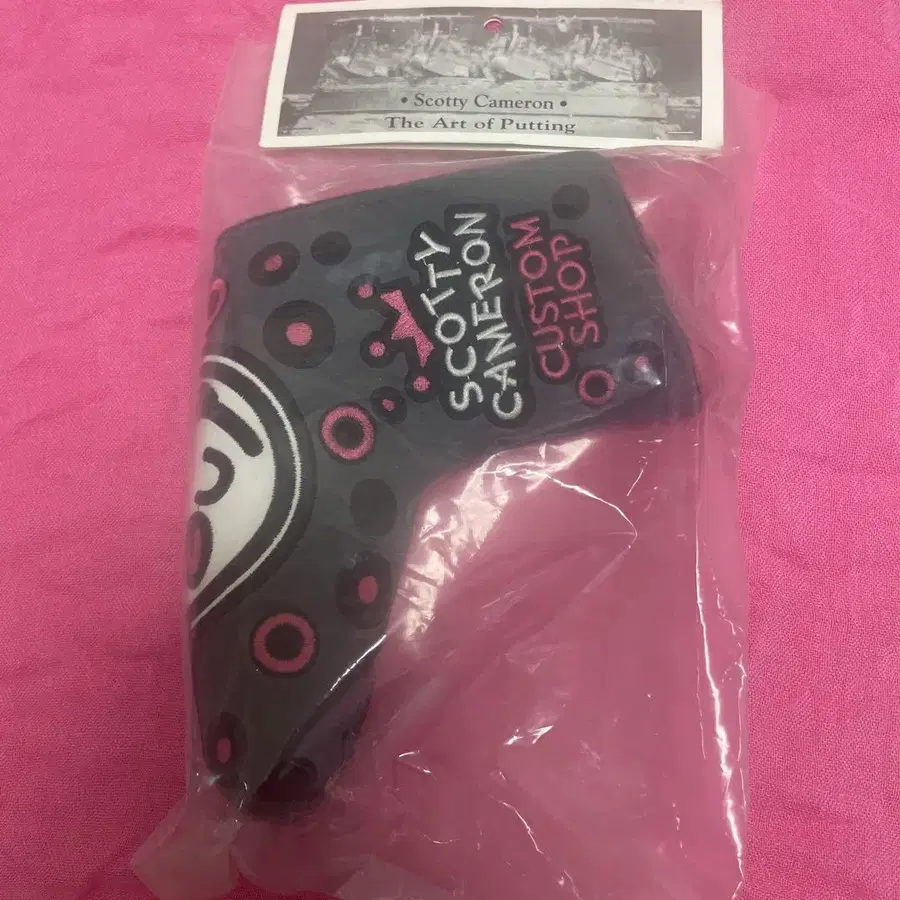 • Scotty Cameron •
The Art of Putting
SCOTTY
CAMERON
CUSTOM
SHOP